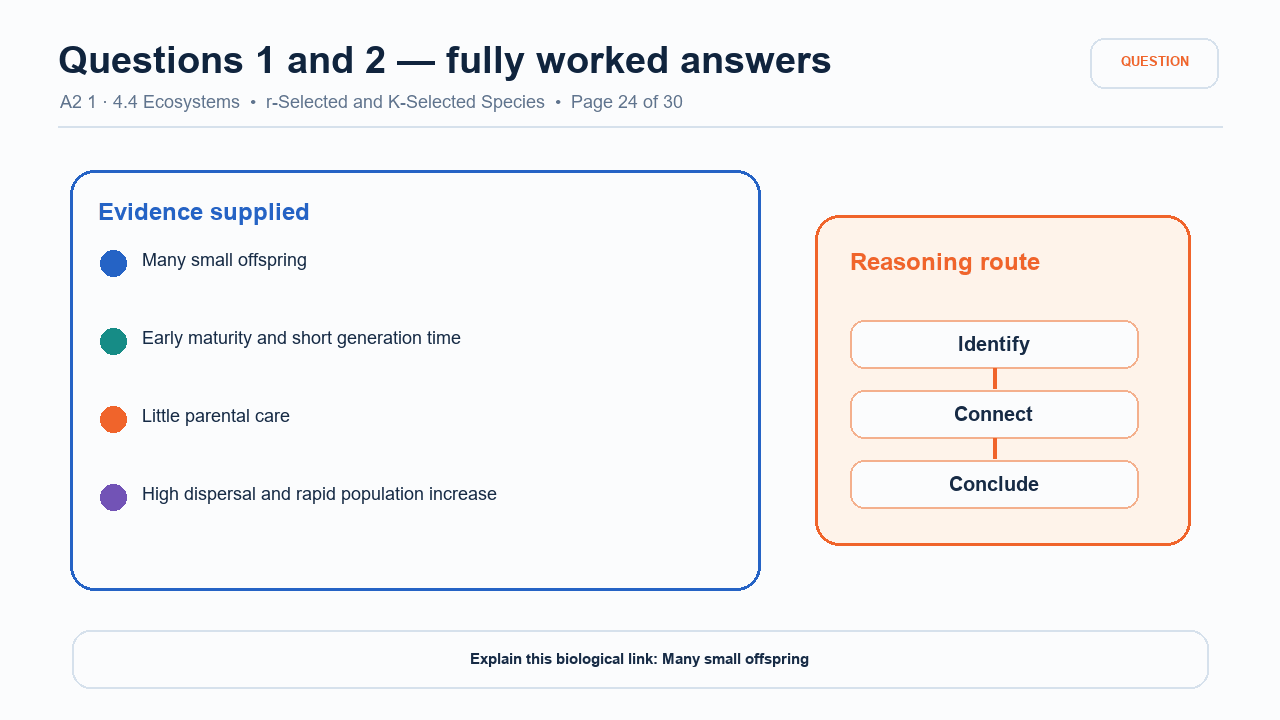 Questions 1 and 2 — fully worked answers
QUESTION
A2 1 · 4.4 Ecosystems • r-Selected and K-Selected Species • Page 24 of 30
Evidence supplied
Many small offspring
Early maturity and short generation time
Little parental care
High dispersal and rapid population increase
Reasoning route
Identify
Connect
Conclude
Explain this biological link: Many small offspring